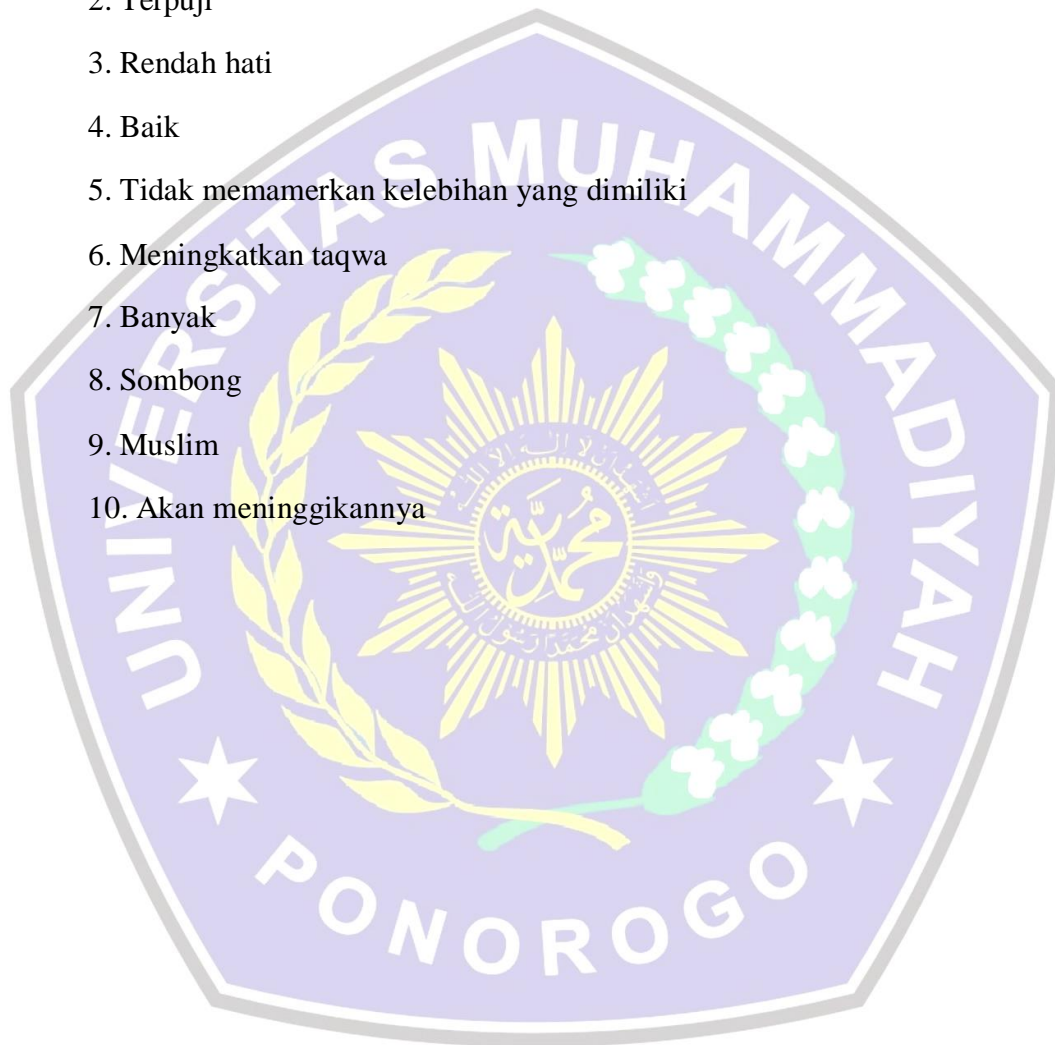 2. Terpuji
3. Rendah hati
4. Baik
5. Tidak memamerkan kelebihan yang dimiliki
6. Meningkatkan taqwa
7. Banyak
8. Sombong
9. Muslim
10. Akan meninggikannya
UNIVERSITAS MUHAMMADIYAH
PONOROGO
محمدية